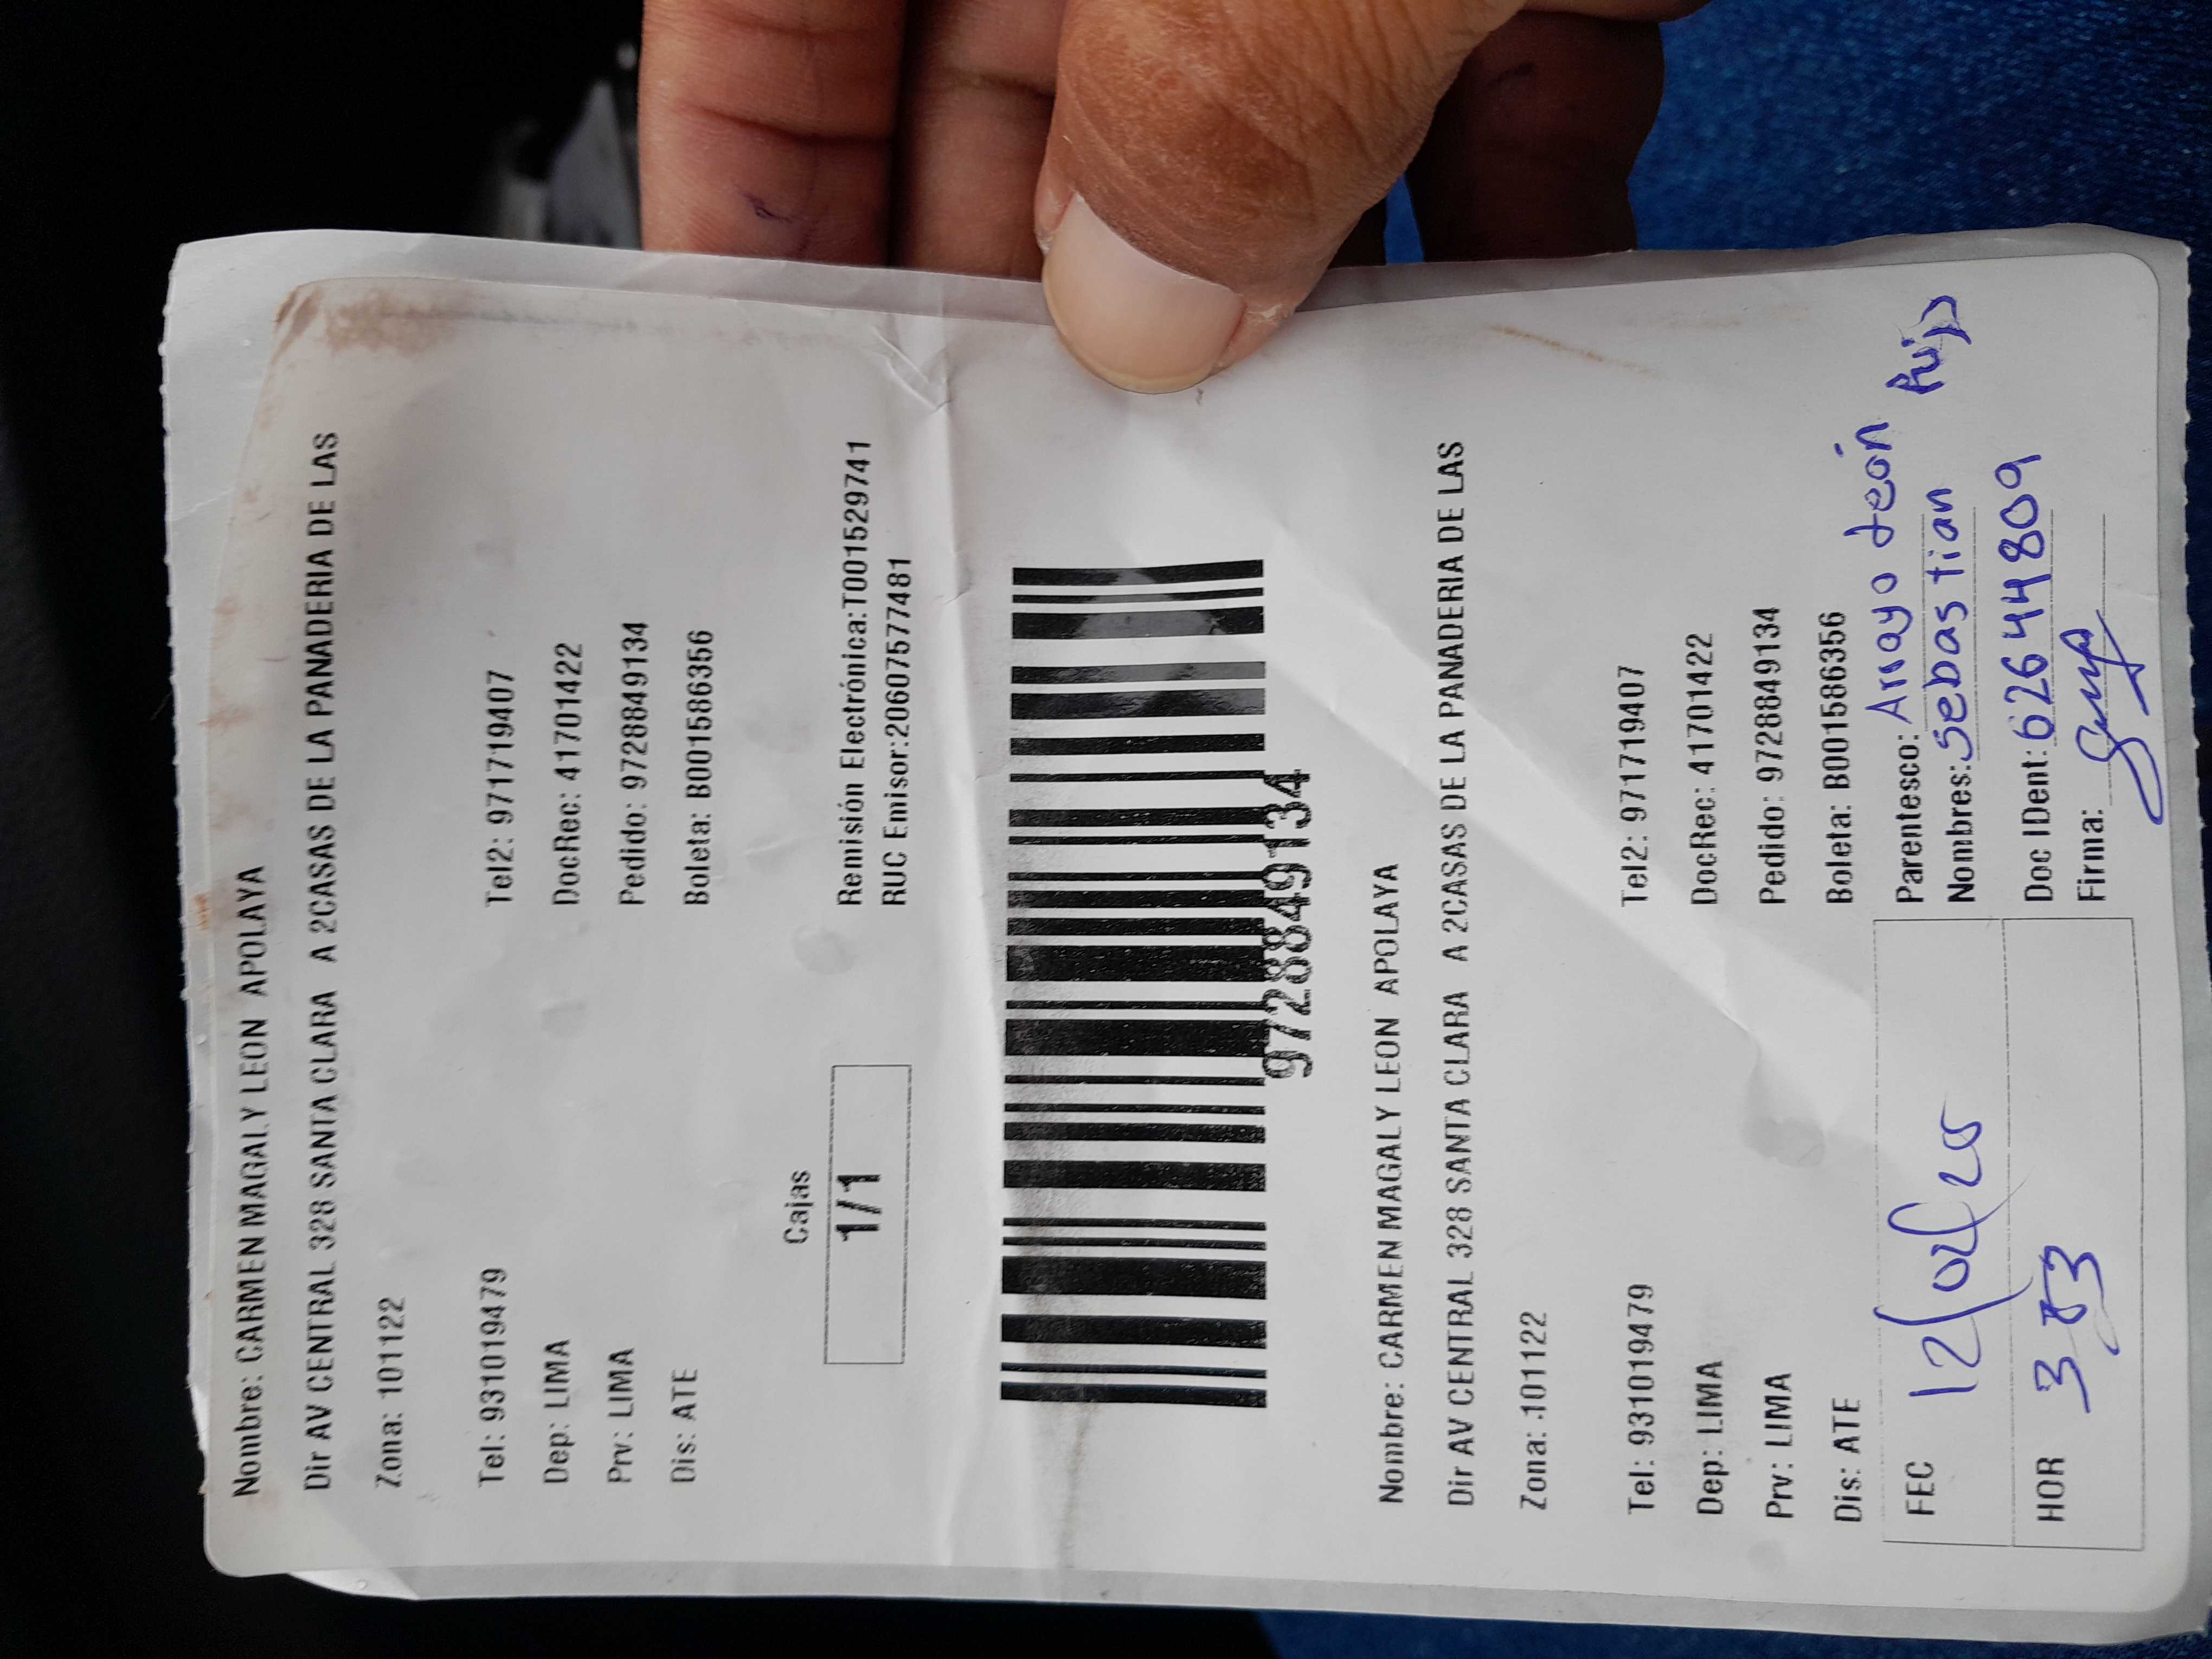 Nombre: CARMEN MAGALY LEON APOLAYA
Dir AV CENTRAL 328 SANTA CLARA A 2CASAS DE LA PANADERIA DE LAS
Zona: 101122
Tel: 931019479 Tel2: 971719407
Dep: LIMA DocRec: 41701422
Prv: LIMA Pedido: 97288849134
Dis: ATE Boleta: B001586356
Cajas
1/1
Remisión Electrónica:T001529741
RUC Emisor:20607577481
97288849134
Nombre: CARMEN MAGALY LEON APOLAYA
Dir AV CENTRAL 328 SANTA CLARA A 2CASAS DE LA PANADERIA DE LAS
Zona: 101122
Tel: 931019479 Tel2: 971719407
Dep: LIMA DocRec: 41701422
Prv: LIMA Pedido: 97288849134
Dis: ATE Boleta: B001586356
FEC Parentesco: Arroyo León
Nombres: Sebastian
HOR Doc IDent: 62644809
Firma: